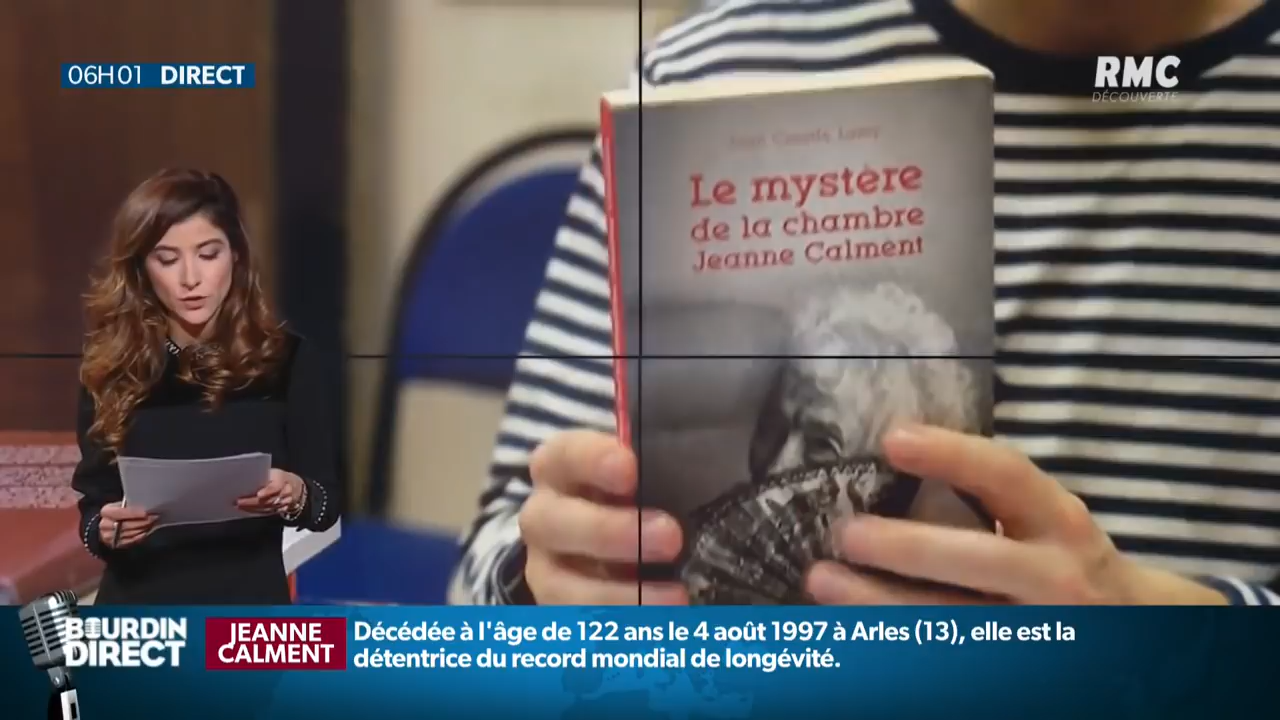 06H01 DIRECT
RMC
DÉCOUVERTE
Le mystère
de la chambre
Jeanne Calment
BOURDIN
DIRECT
JEANNE
CALMENT
Décédée à l'âge de 122 ans le 4 août 1997 à Arles (13), elle est la
détentrice du record mondial de longévité.